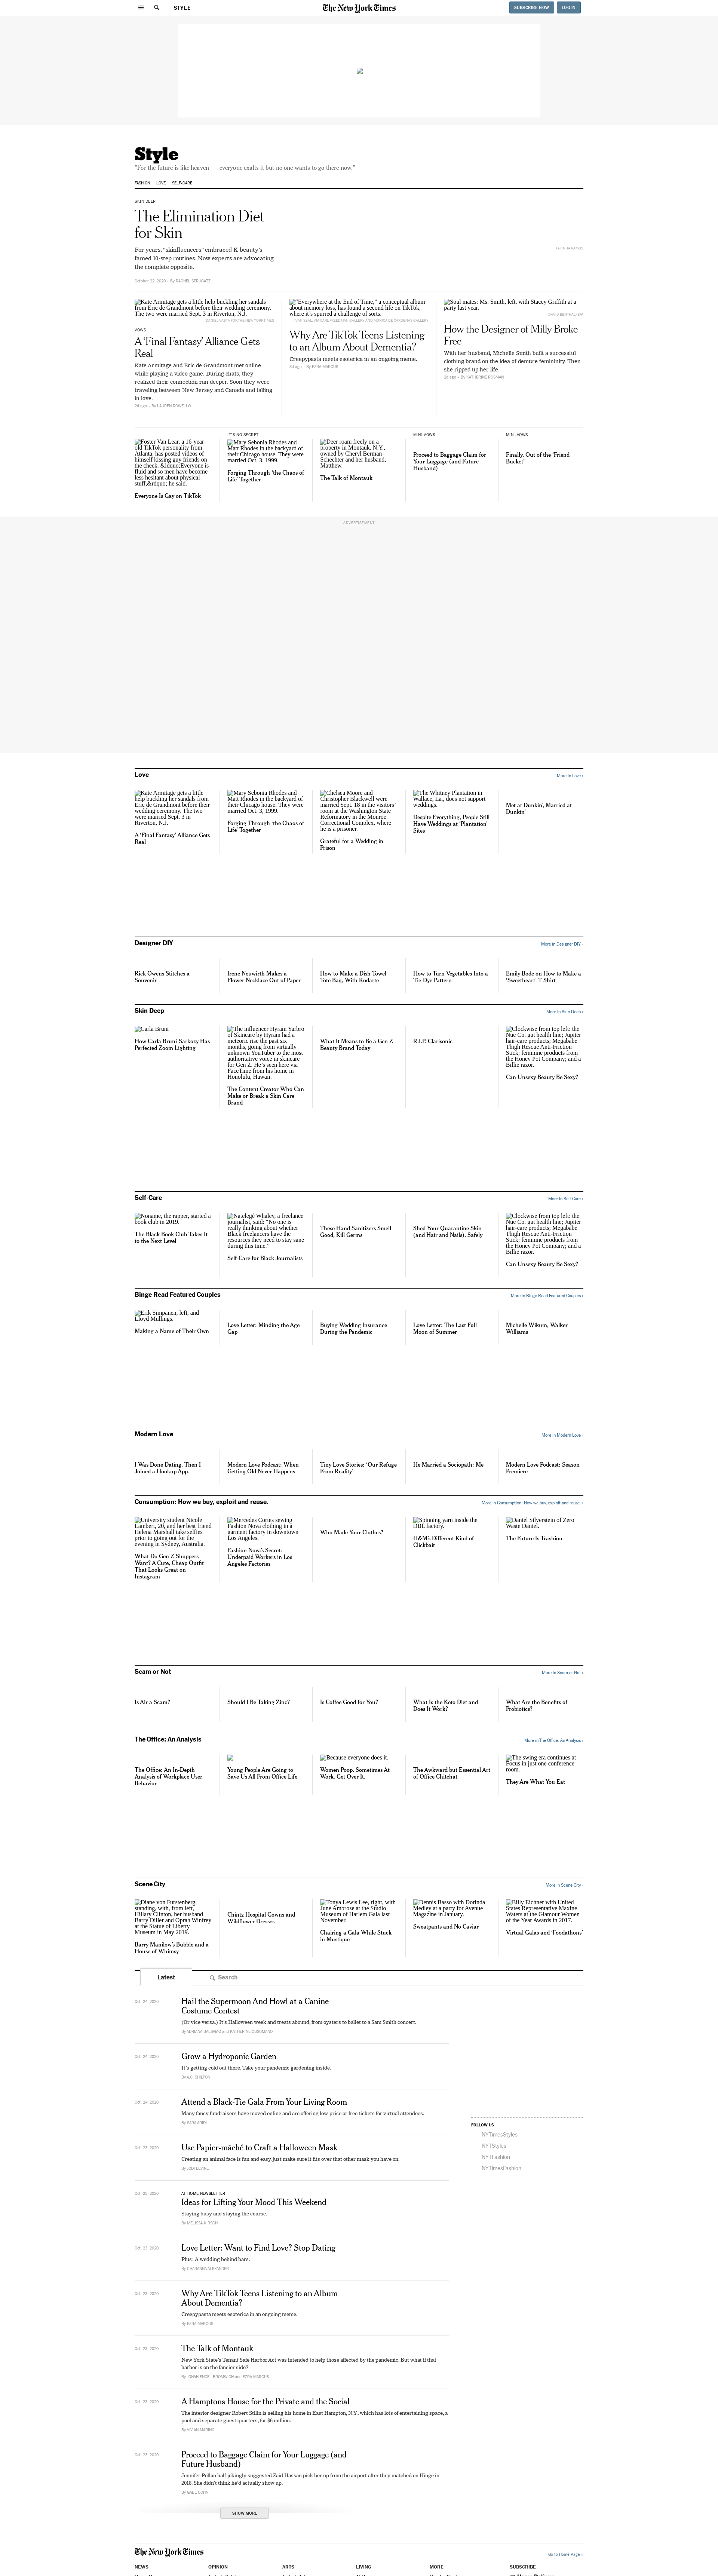 STYLE
The New York Times
SUBSCRIBE NOW
LOG IN
Style
"For the future is like heaven — everyone exalts it but no one wants to go there now."
FASHION
LOVE
SELF-CARE
SKIN DEEP
The Elimination Diet
for Skin
For years, "skinfluencers" embraced K-beauty's
famed 10-step routines. Now experts are advocating
the complete opposite.
October 22, 2020 · By RACHEL STRUGATZ
Kate Armitage gets a little help buckling her sandals
from Eric de Grandmont before their wedding ceremony.
The two were married Sept. 3 in Riverton, N.J.
VOWS
A 'Final Fantasy' Alliance Gets
Real
Kate Armitage and Eric de Grandmont met online
while playing a video game. During chats, they
realized their connection ran deeper. Soon they were
traveling between New Jersey and Canada and falling
in love.
2d ago · By LAUREN ROWELLO
"Everywhere at the End of Time," a conceptual album
about memory loss, has found a second life on TikTok,
where it's spurred a challenge of sorts.
Why Are TikTok Teens Listening
to an Album About Dementia?
Creepypasta meets esoterica in an ongoing meme.
3d ago · By EZRA MARCUS
Soul mates: Ms. Smith, left, with Stacey Griffith at a
party last year.
How the Designer of Milly Broke
Free
With her husband, Michelle Smith built a successful
clothing brand on the idea of demure femininity. Then
she ripped up her life.
2d ago · By KATHERINE ROSMAN
Foster Van Lear, a 16-year-
old TikTok personality from
Atlanta, has posted videos of
himself kissing guy friends on
the cheek. &ldquo;Everyone is
fluid and so men have become
less hesitant about physical
stuff,&rdquo; he said.
Everyone Is Gay on TikTok
IT'S NO SECRET
Mary Sebonia Rhodes and
Matt Rhodes in the backyard of
their Chicago house. They were
married Oct. 3, 1999.
Forging Through 'the Chaos of
Life' Together
Deer roam freely on a
property in Montauk, N.Y.,
owned by Cheryl Berman-
Schechter and her husband,
Matthew.
The Talk of Montauk
MINI-VOWS
Proceed to Baggage Claim for
Your Luggage (and Future
Husband)
MINI-VOWS
Finally, Out of the 'Friend
Bucket'
ADVERTISEMENT
Love
More in Love ›
Kate Armitage gets a little
help buckling her sandals from
Eric de Grandmont before
their wedding ceremony. The
two were married Sept. 3 in
Riverton, N.J.
A 'Final Fantasy' Alliance Gets
Real
Mary Sebonia Rhodes and
Matt Rhodes in the backyard of
their Chicago house. They were
married Oct. 3, 1999.
Forging Through 'the Chaos of
Life' Together
Chelsea Moore and
Christopher Blackwell were
married Sept. 18 in the visitors'
room at the Washington State
Reformatory in the Monroe
Correctional Complex, where
he is a prisoner.
Grateful for a Wedding in
Prison
The Whitney Plantation in
Wallace, La., does not support
weddings.
Despite Everything, People Still
Have Weddings at 'Plantation'
Sites
Met at Dunkin', Married at
Dunkin'
Designer DIY
More in Designer DIY ›
Rick Owens Stitches a
Souvenir
Irene Neuwirth Makes a
Flower Necklace Out of Paper
How to Make a Dish Towel
Tote Bag, With Rodarte
How to Turn Vegetables Into a
Tie-Dye Pattern
Emily Bode on How to Make a
'Sweetheart' T-Shirt
Skin Deep
More in Skin Deep ›
Carla Bruni
How Carla Bruni-Sarkozy Has
Perfected Zoom Lighting
The influencer Hyram Yarbro
of Skincare by Hyram had a
meteoric rise the past six
months, going from virtually
unknown YouTuber to the most
authoritative voice in skincare
for Gen Z. He's seen here via
FaceTime from his home in
Honolulu, Hawaii.
The Content Creator Who Can
Make or Break a Skin Care
Brand
What It Means to Be a Gen Z
Beauty Brand Today
R.I.P. Clarisonic
Clockwise from top left: the
Nue Co. gut health line; Jupiter
hair-care products; Megababe
Thigh Rescue Anti-Friction
Stick; feminine products from
the Honey Pot Company; and a
Billie razor.
Can Unsexy Beauty Be Sexy?
Self-Care
More in Self-Care ›
Noname, the rapper, started a
book club in 2019.
The Black Book Club Takes It
to the Next Level
Natelegé Whaley, a freelance
journalist, said: "No one is
really thinking about whether
Black freelancers have the
resources they need to stay sane
during this time."
Self-Care for Black Journalists
These Hand Sanitizers Smell
Good, Kill Germs
Shed Your Quarantine Skin
(and Hair and Nails), Safely
Clockwise from top left: the
Nue Co. gut health line; Jupiter
hair-care products; Megababe
Thigh Rescue Anti-Friction
Stick; feminine products from
the Honey Pot Company; and a
Billie razor.
Can Unsexy Beauty Be Sexy?
Binge Read Featured Couples
More in Binge Read Featured Couples ›
Erik Simpanen, left, and
Lloyd Mullings.
Making a Name of Their Own
Love Letter: Minding the Age
Gap
Buying Wedding Insurance
During the Pandemic
Love Letter: The Last Full
Moon of Summer
Michelle Wikum, Walker
Williams
Modern Love
More in Modern Love ›
I Was Done Dating. Then I
Joined a Hookup App.
Modern Love Podcast: When
Getting Old Never Happens
Tiny Love Stories: 'Our Refuge
From Reality'
He Married a Sociopath: Me
Modern Love Podcast: Season
Premiere
Consumption: How we buy, exploit and reuse.
More in Consumption: How we buy, exploit and reuse. ›
University student Nicole
Lambert, 20, and her best friend
Helena Marshall take selfies
prior to going out for the
evening in Sydney, Australia.
What Do Gen Z Shoppers
Want? A Cute, Cheap Outfit
That Looks Great on
Instagram
Mercedes Cortes sewing
Fashion Nova clothing in a
garment factory in downtown
Los Angeles.
Fashion Nova's Secret:
Underpaid Workers in Los
Angeles Factories
Who Made Your Clothes?
Spinning yarn inside the
DBL factory.
H&M's Different Kind of
Clickbait
Daniel Silverstein of Zero
Waste Daniel.
The Future Is Trashion
Scam or Not
More in Scam or Not ›
Is Air a Scam?
Should I Be Taking Zinc?
Is Coffee Good for You?
What Is the Keto Diet and
Does It Work?
What Are the Benefits of
Probiotics?
The Office: An Analysis
More in The Office: An Analysis ›
The Office: An In-Depth
Analysis of Workplace User
Behavior
Young People Are Going to
Save Us All From Office Life
Because everyone does it.
Women Poop. Sometimes At
Work. Get Over It.
The Awkward but Essential Art
of Office Chitchat
The swing era continues at
Focus in just one conference
room.
They Are What You Eat
Scene City
More in Scene City ›
Diane von Furstenberg,
standing, with, from left,
Hillary Clinton, her husband
Barry Diller and Oprah Winfrey
at the Statue of Liberty
Museum in May 2019.
Barry Manilow's Bubble and a
House of Whimsy
Chintz Hospital Gowns and
Wildflower Dresses
Tonya Lewis Lee, right, with
June Ambrose at the Studio
Museum of Harlem Gala last
November.
Chairing a Gala While Stuck
in Mustique
Dennis Basso with Dorinda
Medley at a party for Avenue
Magazine in January.
Sweatpants and No Caviar
Billy Eichner with United
States Representative Maxine
Waters at the Glamour Women
of the Year Awards in 2017.
Virtual Galas and 'Feedathons'
Latest
Search
Oct. 24, 2020
Hail the Supermoon And Howl at a Canine
Costume Contest
(Or vice versa.) It's Halloween week and treats abound, from oysters to ballet to a Sam Smith concert.
By ADRIANA BALSAMO and KATHERINE CUSUMANO
Oct. 24, 2020
Grow a Hydroponic Garden
It's getting cold out there. Take your pandemic gardening inside.
By A.C. SHILTON
Oct. 24, 2020
Attend a Black-Tie Gala From Your Living Room
Many fancy fundraisers have moved online and are offering low-price or free tickets for virtual attendees.
By SARA ARIDI
Oct. 23, 2020
Use Papier-mâché to Craft a Halloween Mask
Creating an animal face is fun and easy, just make sure it fits over that other mask you have on.
By JODI LEVINE
Oct. 23, 2020
AT HOME NEWSLETTER
Ideas for Lifting Your Mood This Weekend
Staying busy and staying the course.
By MELISSA KIRSCH
Oct. 23, 2020
Love Letter: Want to Find Love? Stop Dating
Plus: A wedding behind bars.
By CHARANNA ALEXANDER
Oct. 23, 2020
Why Are TikTok Teens Listening to an Album
About Dementia?
Creepypasta meets esoterica in an ongoing meme.
By EZRA MARCUS
Oct. 23, 2020
The Talk of Montauk
New York State's Tenant Safe Harbor Act was intended to help those affected by the pandemic. But what if that
harbor is on the fancier side?
By JONAH ENGEL BROMWICH and EZRA MARCUS
Oct. 23, 2020
A Hamptons House for the Private and the Social
The interior designer Robert Stilin is selling his home in East Hampton, N.Y., which has lots of entertaining space, a
pool and separate guest quarters, for $6 million.
By VIVIAN MARINO
Oct. 23, 2020
Proceed to Baggage Claim for Your Luggage (and
Future Husband)
Jennifer Pollan half-jokingly suggested Zaid Hassan pick her up from the airport after they matched on Hinge in
2018. She didn't think he'd actually show up.
By GABE COHN
SHOW MORE
FOLLOW US
NYTimesStyles
NYTStyles
NYTFashion
NYTimesFashion
The New York Times
Go to Home Page »
NEWS
OPINION
ARTS
LIVING
MORE
SUBSCRIBE